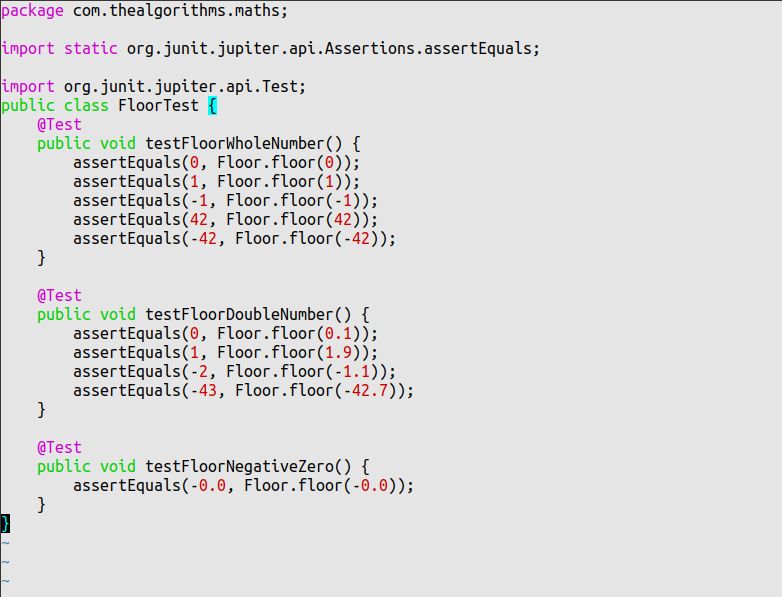 package com.thealgorithms.maths;

import static org.junit.jupiter.api.Assertions.assertEquals;

import org.junit.jupiter.api.Test;
public class FloorTest {
    @Test
    public void testFloorWholeNumber() {
        assertEquals(0, Floor.floor(0));
        assertEquals(1, Floor.floor(1));
        assertEquals(-1, Floor.floor(-1));
        assertEquals(42, Floor.floor(42));
        assertEquals(-42, Floor.floor(-42));
    }

    @Test
    public void testFloorDoubleNumber() {
        assertEquals(0, Floor.floor(0.1));
        assertEquals(1, Floor.floor(1.9));
        assertEquals(-2, Floor.floor(-1.1));
        assertEquals(-43, Floor.floor(-42.7));
    }

    @Test
    public void testFloorNegativeZero() {
        assertEquals(-0.0, Floor.floor(-0.0));
    }
}
~
~
~